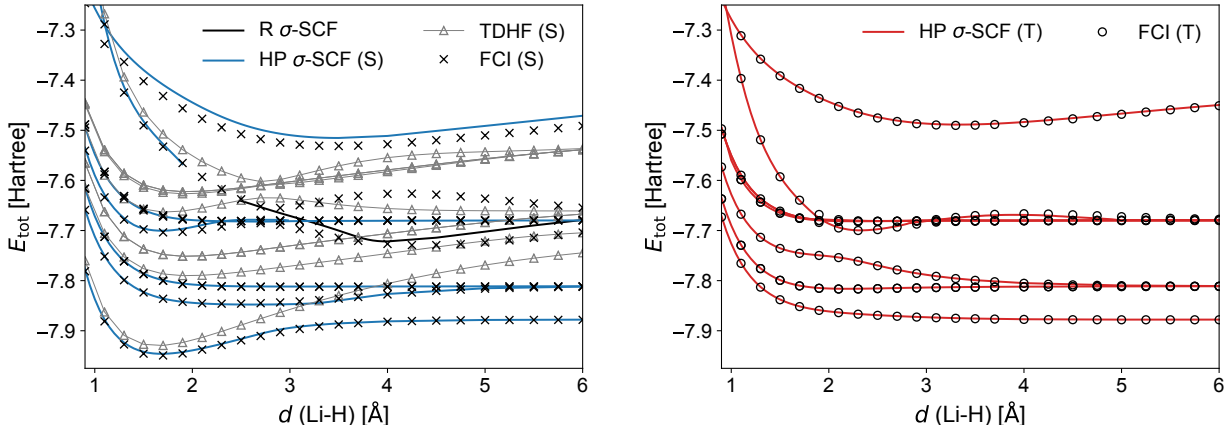 R σ-SCF
HP σ-SCF (S)
TDHF (S)
FCI (S)
−7.3
−7.4
−7.5
−7.6
−7.7
−7.8
−7.9
E_tot [Hartree]
1 2 3 4 5 6
d (Li-H) [Å]
HP σ-SCF (T)
FCI (T)
−7.3
−7.4
−7.5
−7.6
−7.7
−7.8
−7.9
E_tot [Hartree]
1 2 3 4 5 6
d (Li-H) [Å]